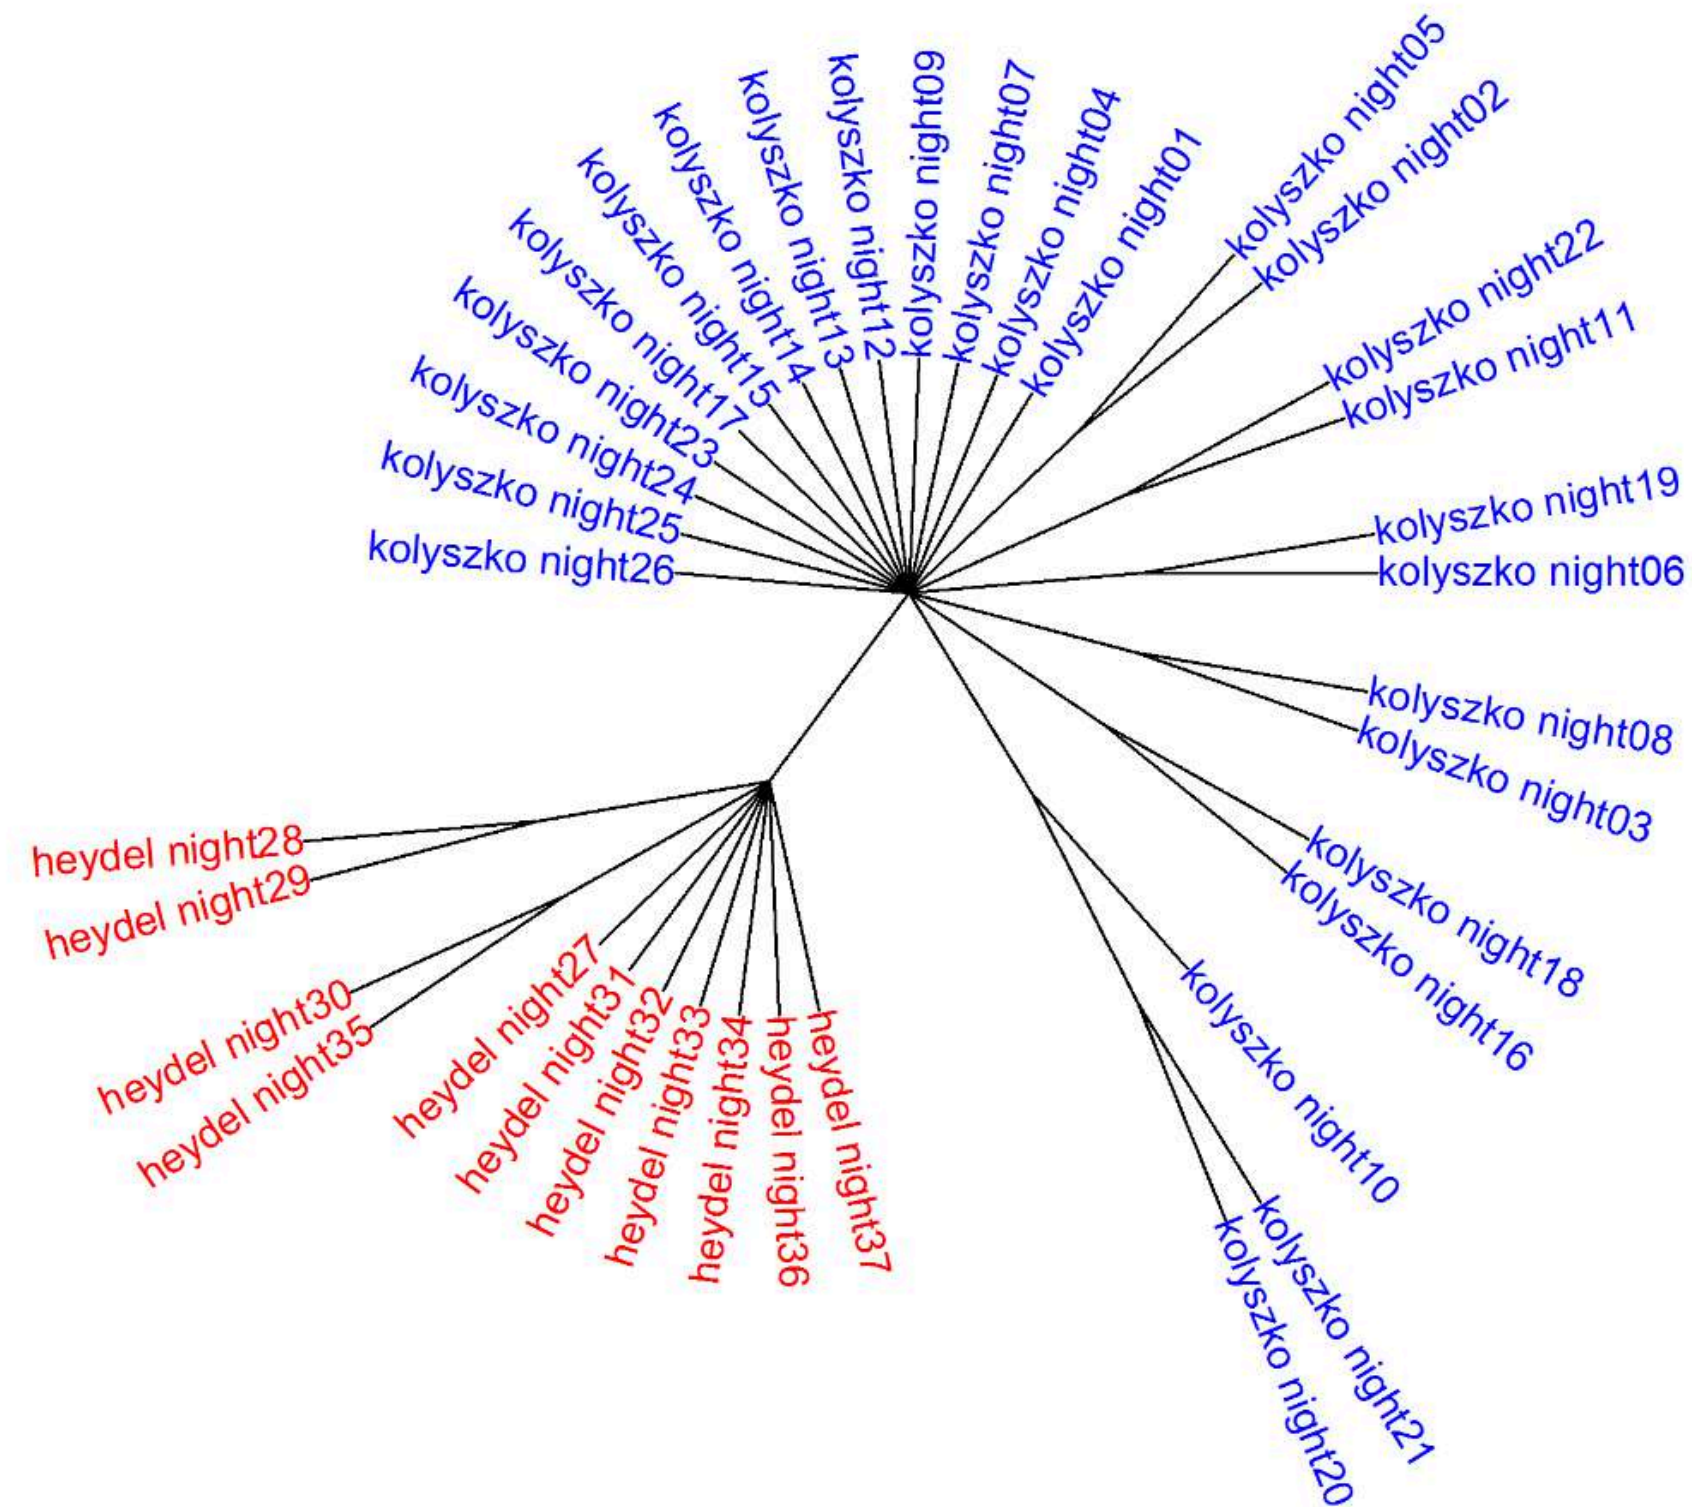 kolyszko night05
kolyszko night02
kolyszko night22
kolyszko night11
kolyszko night19
kolyszko night06
kolyszko night08
kolyszko night03
kolyszko night18
kolyszko night16
kolyszko night10
kolyszko night21
kolyszko night20
heydel night37
heydel night36
heydel night34
heydel night33
heydel night32
heydel night31
heydel night27
heydel night35
heydel night30
heydel night29
heydel night28
kolyszko night26
kolyszko night25
kolyszko night24
kolyszko night23
kolyszko night17
kolyszko night15
kolyszko night14
kolyszko night13
kolyszko night12
kolyszko night09
kolyszko night07
kolyszko night04
kolyszko night01